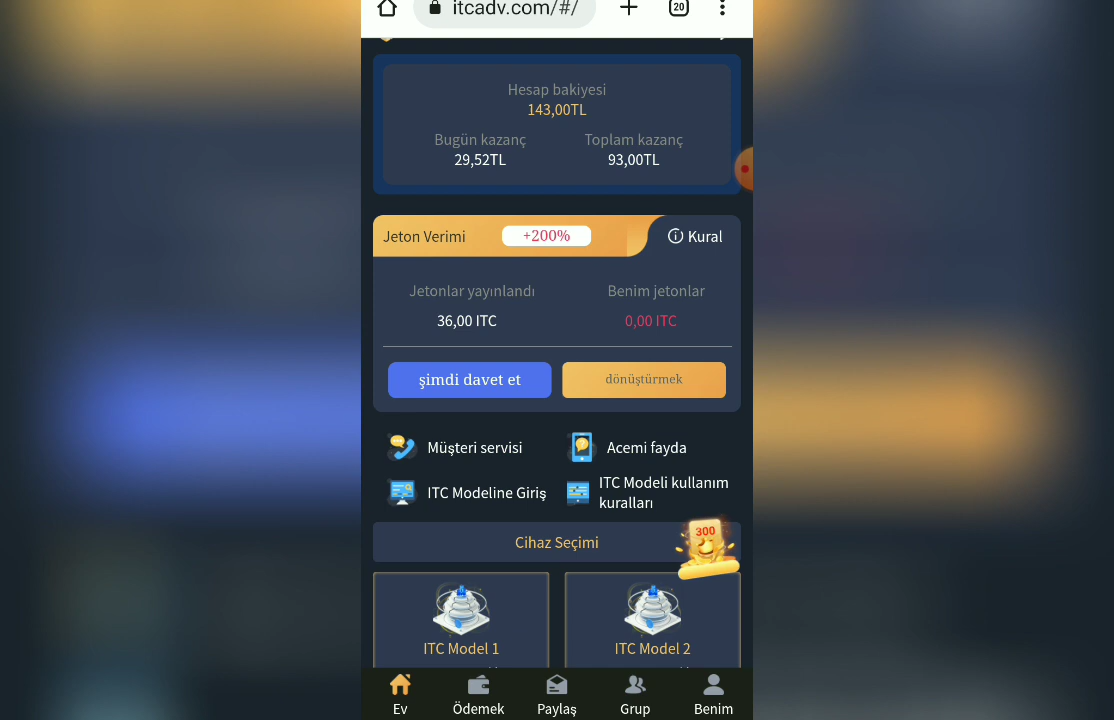 itcadv.com/#/
20
Hesap bakiyesi
143,00TL
Bugün kazanç
Toplam kazanç
29,52TL
93,00TL
Jeton Verimi
+200%
Kural
Jetonlar yayınlandı
Benim jetonlar
36,00 ITC
0,00 ITC
şimdi davet et
dönüştürmek
Müşteri servisi
Acemi fayda
ITC Modeline Giriş
ITC Modeli kullanım
kuralları
Cihaz Seçimi
300
ITC Model 1
ITC Model 2
Ev
Ödemek
Paylaş
Grup
Benim